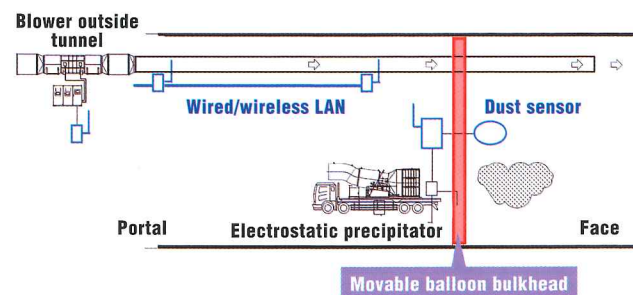 Blower outside
tunnel
Wired/wireless LAN
Dust sensor
Portal
Electrostatic precipitator
Face
Movable balloon bulkhead